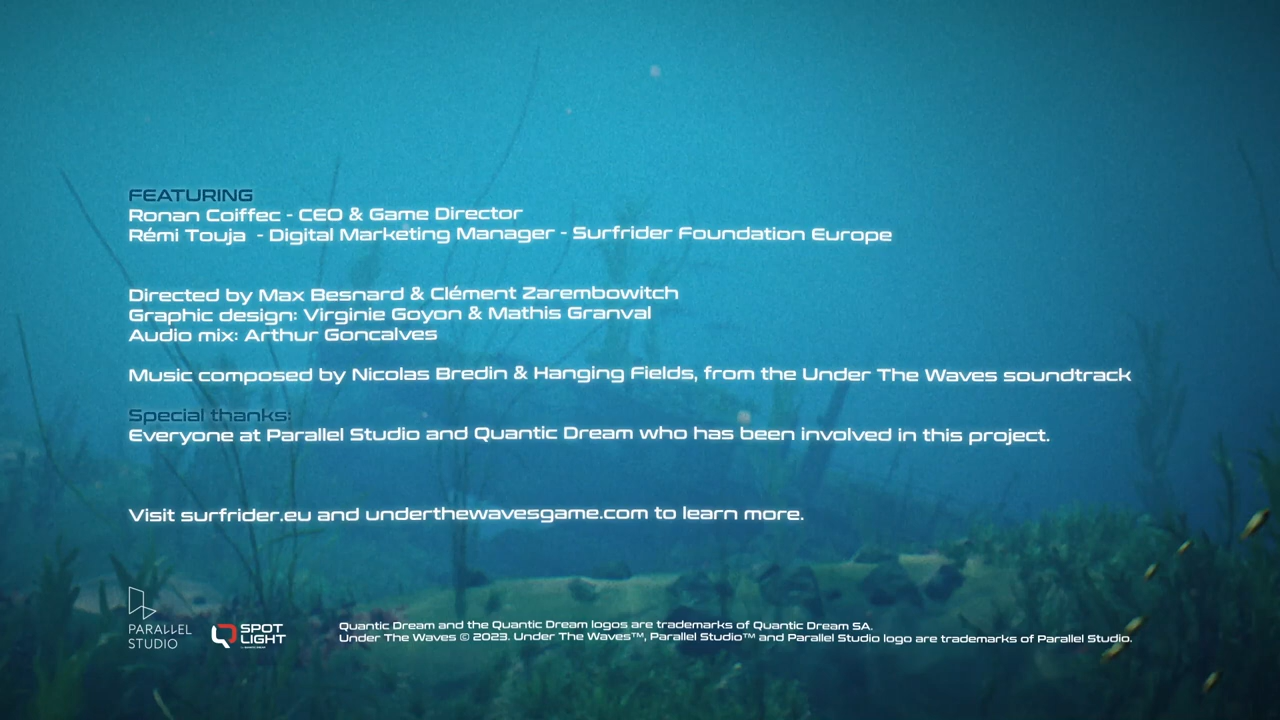 FEATURING
Ronan Coiffec - CEO & Game Director
Rémi Touja - Digital Marketing Manager - Surfrider Foundation Europe
Directed by Max Besnard & Clément Zarembowitch
Graphic design: Virginie Goyon & Mathis Granval
Audio mix: Arthur Goncalves
Music composed by Nicolas Bredin & Hanging Fields, from the Under The Waves soundtrack
Special thanks:
Everyone at Parallel Studio and Quantic Dream who has been involved in this project.
Visit surfrider.eu and underthewavesgame.com to learn more.
PARALLEL
STUDIO
SPOT
LIGHT
Quantic Dream and the Quantic Dream logos are trademarks of Quantic Dream SA.
Under The Waves © 2023. Under The Waves™, Parallel Studio™ and Parallel Studio logo are trademarks of Parallel Studio.